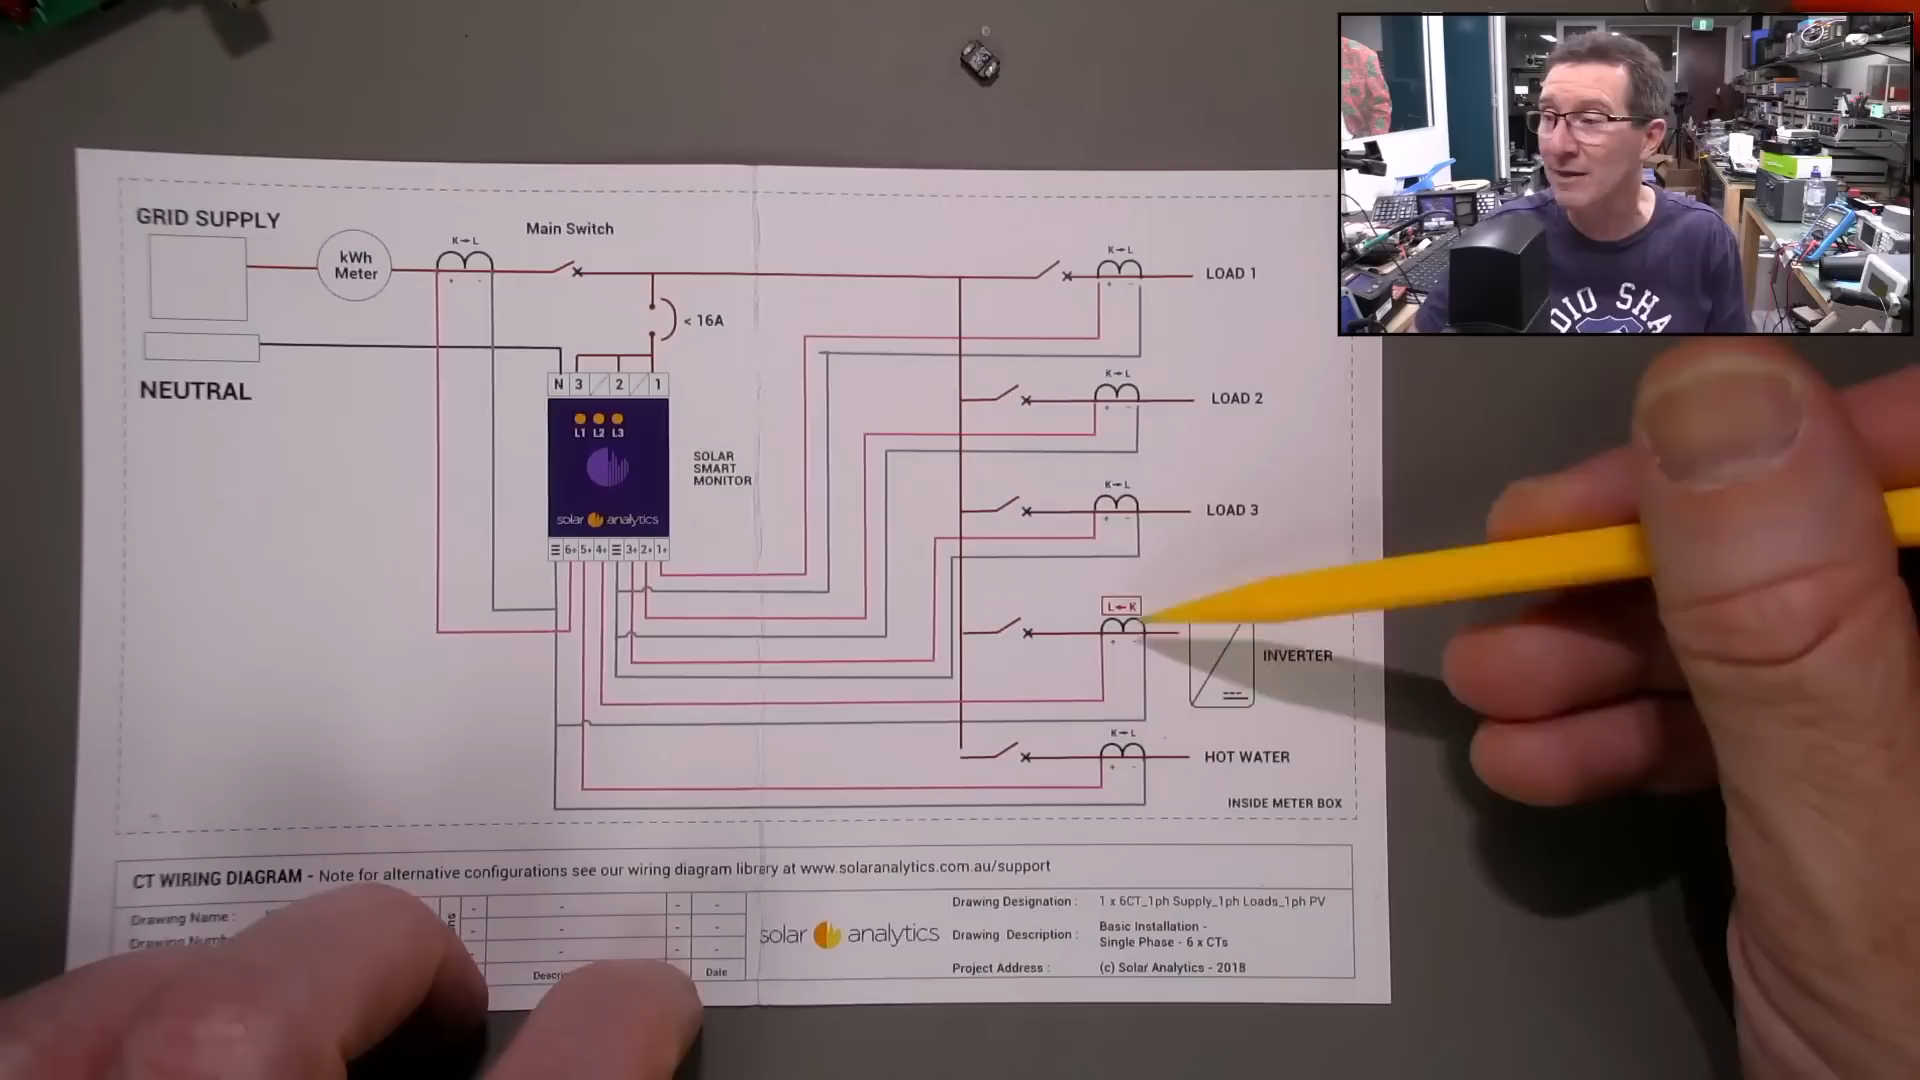 GRID SUPPLY
kWh
Meter
K→L
+ -
Main Switch
< 16A
NEUTRAL
N 3 2 1
L1 L2 L3
solar analytics
6+ 5+ 4+ 3+ 2+ 1+
SOLAR
SMART
MONITOR
K→L
+ -
LOAD 1
K→L
+ -
LOAD 2
K→L
+ -
LOAD 3
L←K
+ -
INVERTER
K→L
+ -
HOT WATER
INSIDE METER BOX
CT WIRING DIAGRAM - Note for alternative configurations see our wiring diagram library at www.solaranalytics.com.au/support
Drawing Name :
Drawing
- - - -
- - - -
- - - -
Date
solar analytics
Drawing Designation : 1 x 6CT_1ph Supply_1ph Loads_1ph PV
Drawing Description : Basic Installation -
Single Phase - 6 x CTs
Project Address : (c) Solar Analytics - 2018
DIO SHA